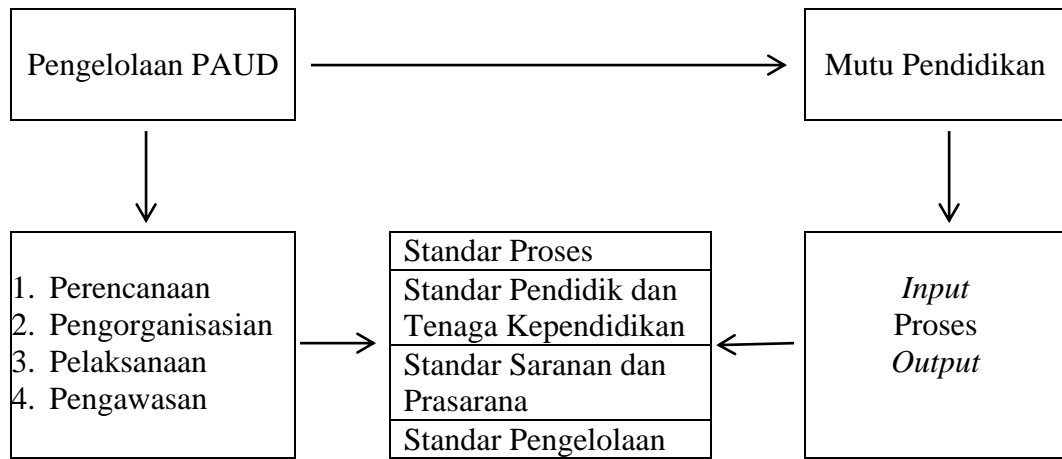 Pengelolaan PAUD
Mutu Pendidikan
1. Perencanaan
2. Pengorganisasian
3. Pelaksanaan
4. Pengawasan
Standar Proses
Standar Pendidik dan
Tenaga Kependidikan
Standar Saranan dan
Prasarana
Standar Pengelolaan
Input
Proses
Output